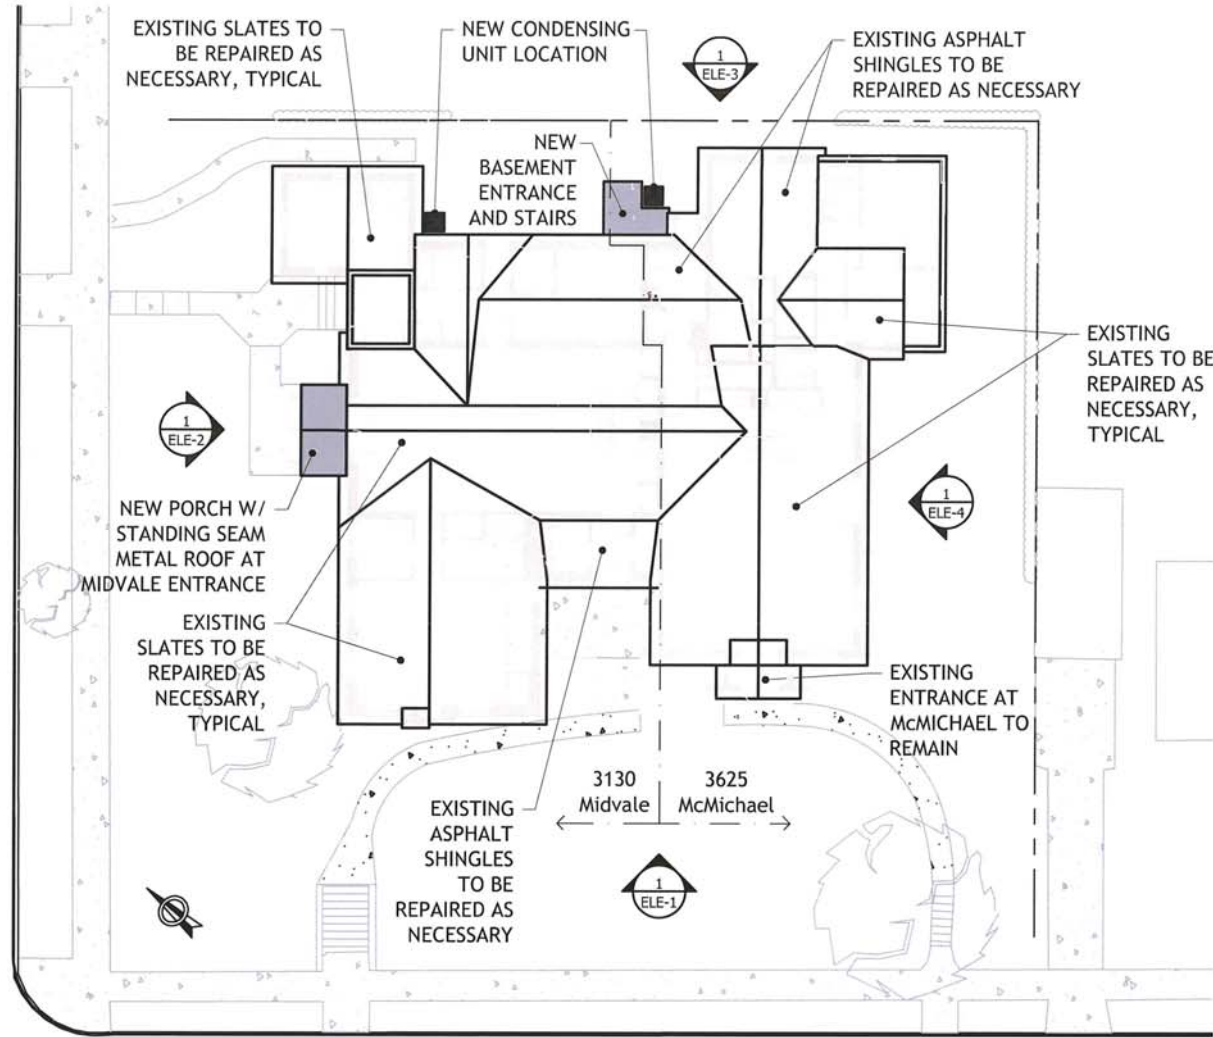 EXISTING SLATES TO
BE REPAIRED AS
NECESSARY, TYPICAL
NEW CONDENSING
UNIT LOCATION
1
ELE-3
EXISTING ASPHALT
SHINGLES TO BE
REPAIRED AS NECESSARY
NEW
BASEMENT
ENTRANCE
AND STAIRS
EXISTING
SLATES TO BE
REPAIRED AS
NECESSARY,
TYPICAL
1
ELE-2
1
ELE-4
NEW PORCH W/
STANDING SEAM
METAL ROOF AT
MIDVALE ENTRANCE
EXISTING
SLATES TO BE
REPAIRED AS
NECESSARY,
TYPICAL
EXISTING
ENTRANCE AT
McMICHAEL TO
REMAIN
3130
Midvale
3625
McMichael
EXISTING
ASPHALT
SHINGLES
TO BE
REPAIRED AS
NECESSARY
1
ELE-1